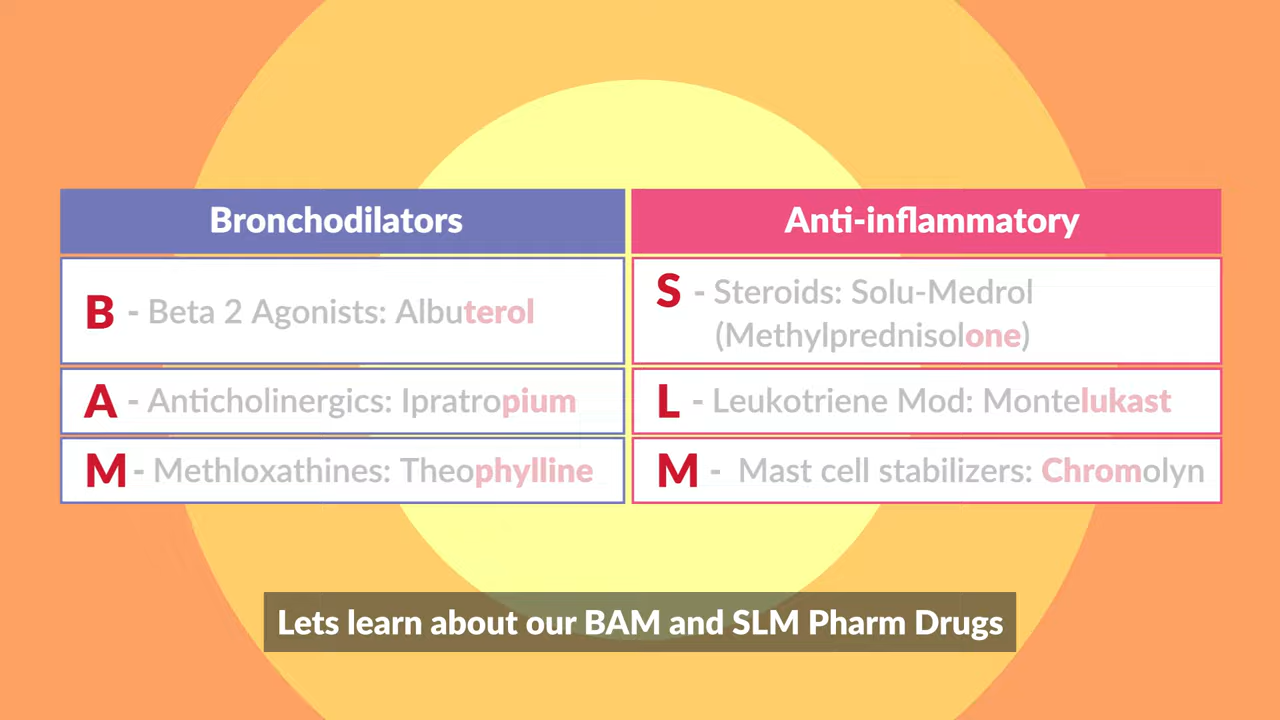 Bronchodilators
B - Beta 2 Agonists: Albuterol
A - Anticholinergics: Ipratropium
M - Methloxathines: Theophylline
Anti-inflammatory
S - Steroids: Solu-Medrol
(Methylprednisolone)
L - Leukotriene Mod: Montelukast
M - Mast cell stabilizers: Chromolyn
Lets learn about our BAM and SLM Pharm Drugs